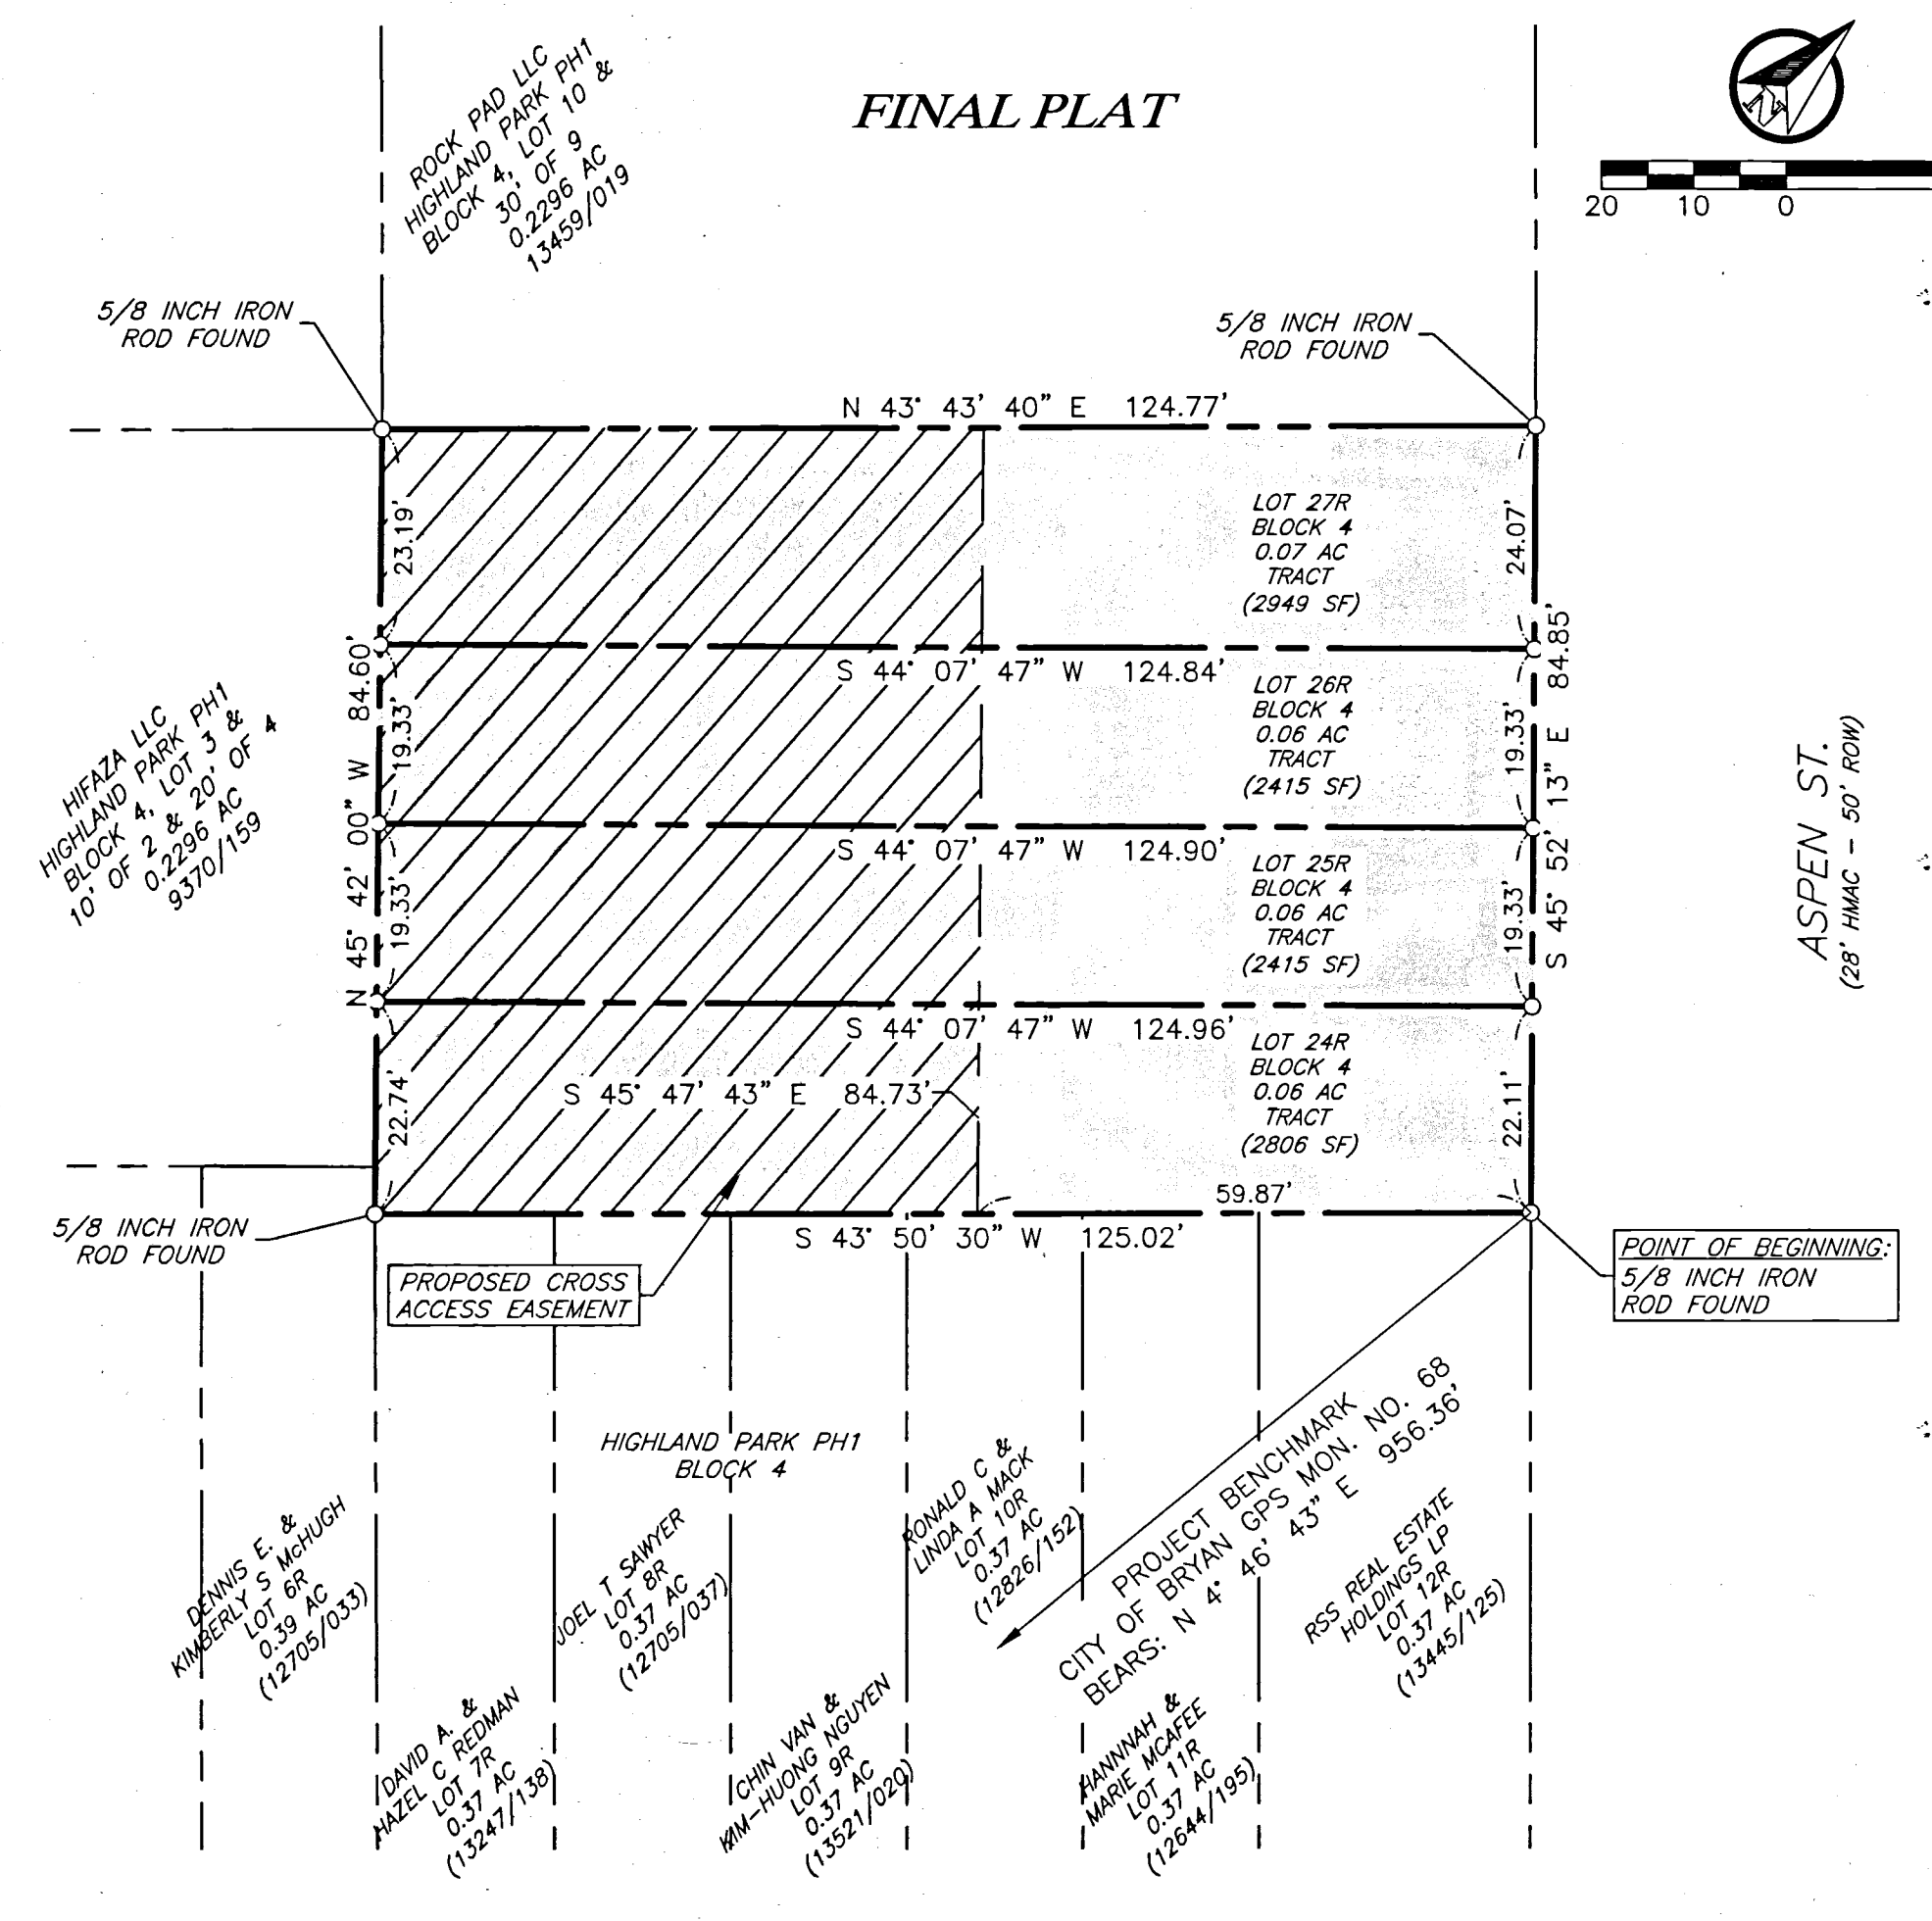 FINAL PLAT
ROCK PAD LLC
HIGHLAND PARK PH1
BLOCK 4, LOT 10 &
30' OF 9
0.2296 AC
13459/019
N
20 10 0
5/8 INCH IRON
ROD FOUND
5/8 INCH IRON
ROD FOUND
N 43° 43' 40" E 124.77'
23.19'
LOT 27R
BLOCK 4
0.07 AC
TRACT
(2949 SF)
24.07'
S 44° 07' 47" W 124.84'
N 45° 42' 00" W 84.60'
19.33'
LOT 26R
BLOCK 4
0.06 AC
TRACT
(2415 SF)
19.33'
S 45° 52' 13" E 84.85'
HIFAZA LLC
HIGHLAND PARK PH1
BLOCK 4, LOT 3 &
10' OF 2 & 20' OF 4
0.2296 AC
9370/159
ASPEN ST.
(28' HMAC - 50' ROW)
S 44° 07' 47" W 124.90'
19.33'
LOT 25R
BLOCK 4
0.06 AC
TRACT
(2415 SF)
19.33'
S 44° 07' 47" W 124.96'
22.74'
S 45° 47' 43" E 84.73'
LOT 24R
BLOCK 4
0.06 AC
TRACT
(2806 SF)
22.11'
59.87'
S 43° 50' 30" W 125.02'
5/8 INCH IRON
ROD FOUND
PROPOSED CROSS
ACCESS EASEMENT
POINT OF BEGINNING:
5/8 INCH IRON
ROD FOUND
HIGHLAND PARK PH1
BLOCK 4
PROJECT BENCHMARK
CITY OF BRYAN GPS MON. NO. 68
BEARS: N 4° 46' 43" E 956.36'
DENNIS E. &
KIMBERLY S McHUGH
LOT 6R
0.39 AC
(12705/033)
DAVID A. &
HAZEL C REDMAN
LOT 7R
0.37 AC
(13247/138)
JOEL T SAWYER
LOT 8R
0.37 AC
(12705/037)
CHIN VAN &
KIM-HUONG NGUYEN
LOT 9R
0.37 AC
(13521/020)
RONALD C &
LINDA A MACK
LOT 10R
0.37 AC
(12826/152)
HANNNAH &
MARIE MCAFEE
LOT 11R
0.37 AC
(12644/195)
RSS REAL ESTATE
HOLDINGS LP
LOT 12R
0.37 AC
(13445/125)